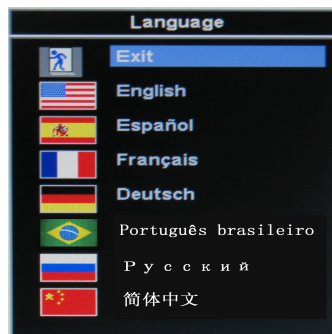 Language
Exit
English
Español
Français
Deutsch
Português brasileiro
Русский
简体中文